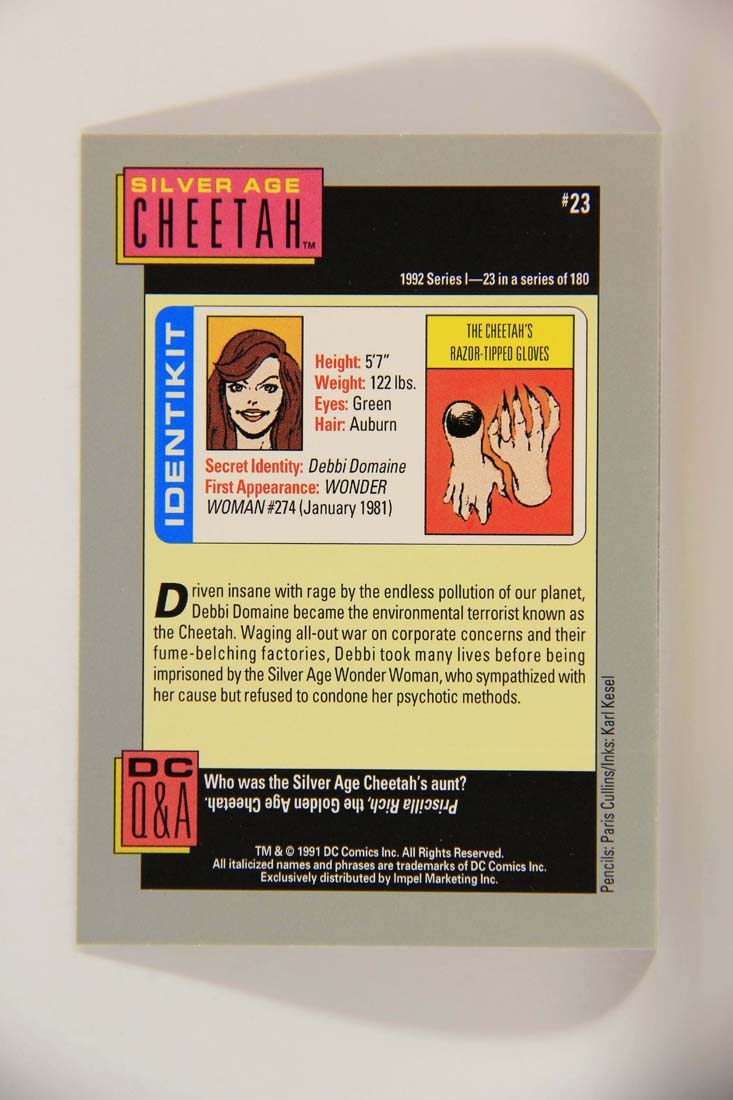 SILVER AGE
CHEETAH™
#23
1992 Series I—23 in a series of 180
IDENTIKIT
Height: 5'7"
Weight: 122 lbs.
Eyes: Green
Hair: Auburn
Secret Identity: Debbi Domaine
First Appearance: WONDER
WOMAN #274 (January 1981)
THE CHEETAH'S
RAZOR-TIPPED GLOVES
Driven insane with rage by the endless pollution of our planet,
Debbi Domaine became the environmental terrorist known as
the Cheetah. Waging all-out war on corporate concerns and their
fume-belching factories, Debbi took many lives before being
imprisoned by the Silver Age Wonder Woman, who sympathized with
her cause but refused to condone her psychotic methods.
DC
Q&A
Who was the Silver Age Cheetah's aunt?
Priscilla Rich, the Golden Age Cheetah.
TM & © 1991 DC Comics Inc. All Rights Reserved.
All italicized names and phrases are trademarks of DC Comics Inc.
Exclusively distributed by Impel Marketing Inc.
Pencils: Paris Cullins/Inks: Karl Kesel